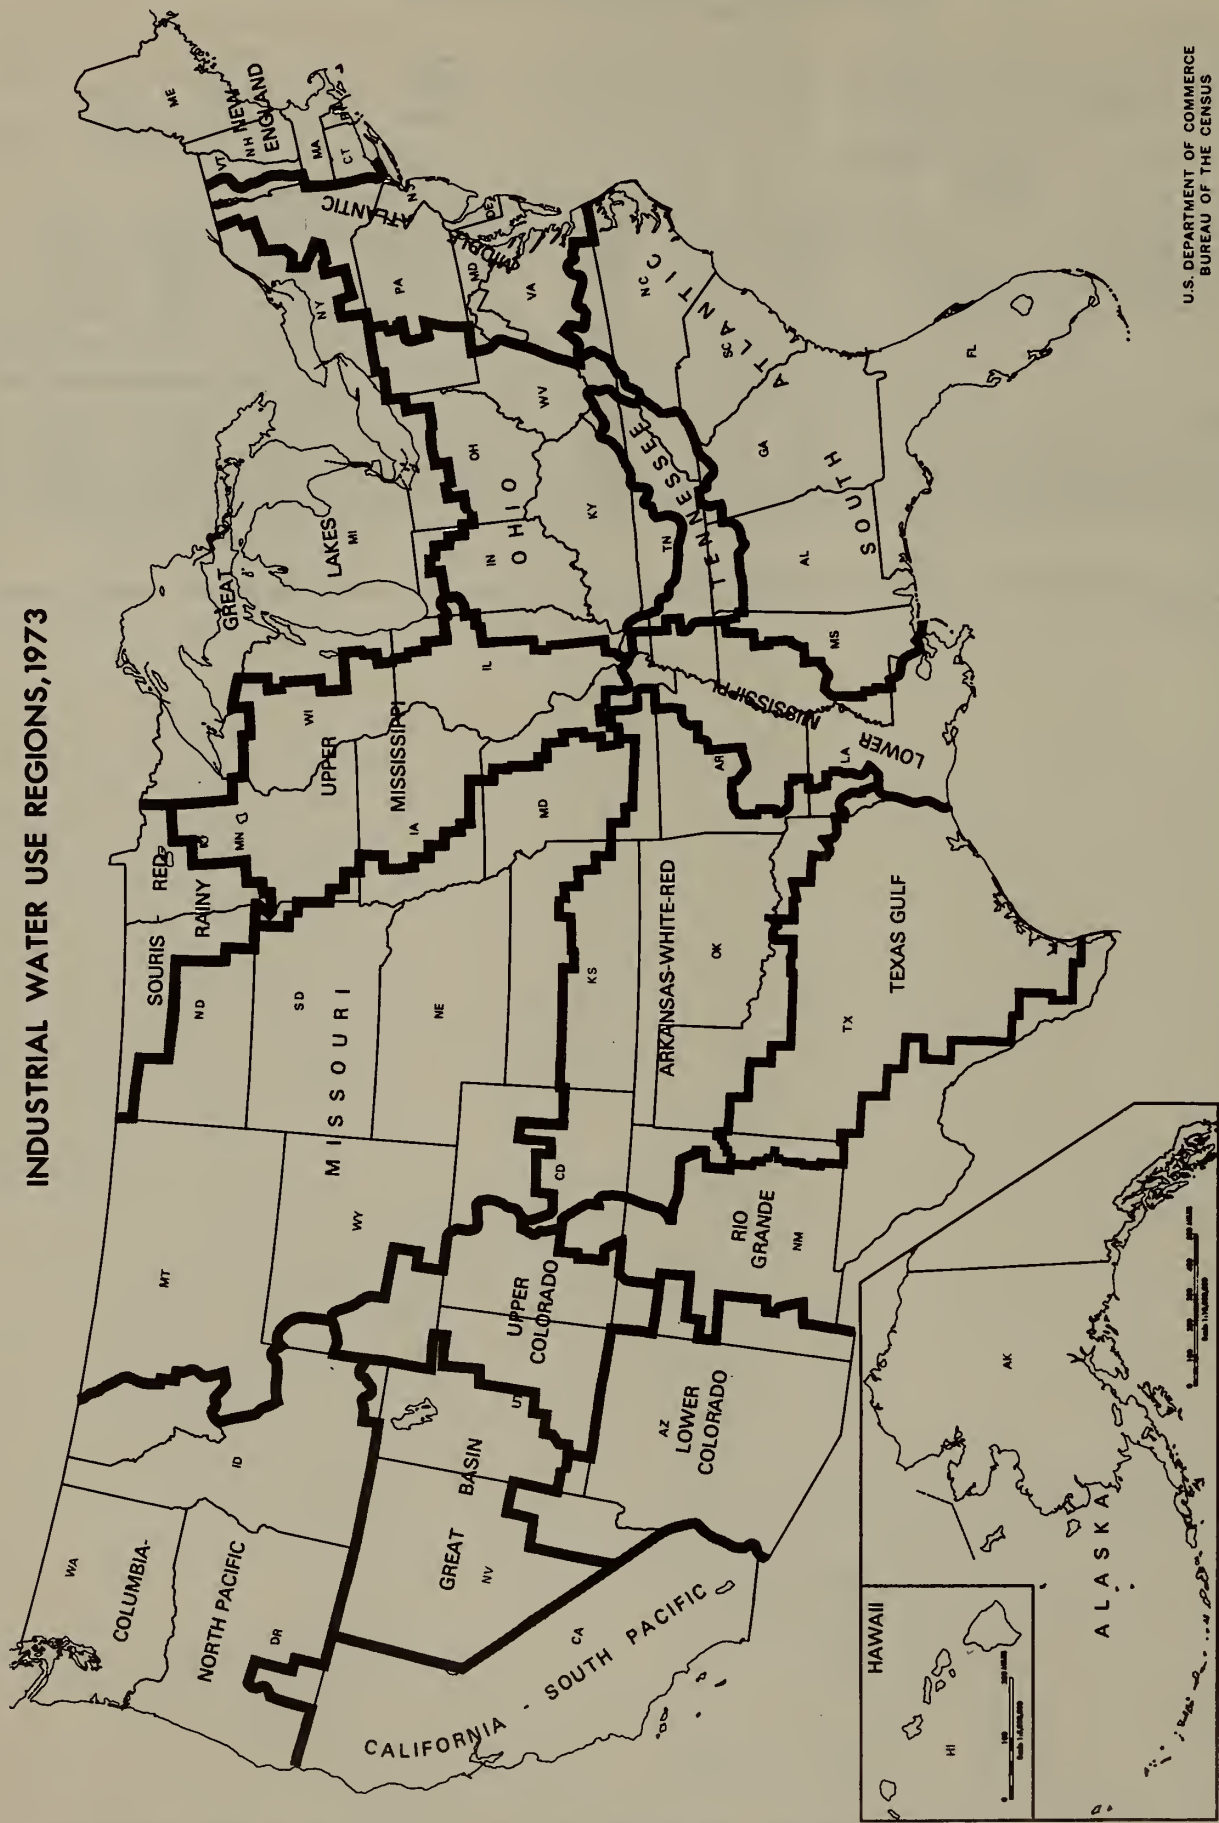 INDUSTRIAL WATER USE REGIONS, 1973
WA
COLUMBIA-
NORTH PACIFIC
OR
ID
MT
CALIFORNIA - SOUTH PACIFIC
CA
GREAT
BASIN
NV
UT
UPPER
COLORADO
AZ
LOWER
COLORADO
WY
CO
RIO
GRANDE
NM
MISSOURI
SOURIS -
RED
RAINY
ND
SD
NE
KS
ARKANSAS-WHITE-RED
OK
TEXAS GULF
TX
MN
UPPER
MISSISSIPPI
WI
IA
MO
IL
AR
LOWER
MISSISSIPPI
LA
MS
GREAT
LAKES
MI
OHIO
IN
OH
KY
WV
TENNESSEE
TN
SOUTH
ATLANTIC
AL
GA
SC
NC
FL
MIDDLE
ATLANTIC
NY
PA
NJ
MD
DE
VA
NEW
ENGLAND
ME
VT
NH
MA
CT
RI
HAWAII
HI
ALASKA
AK
U.S. DEPARTMENT OF COMMERCE
BUREAU OF THE CENSUS